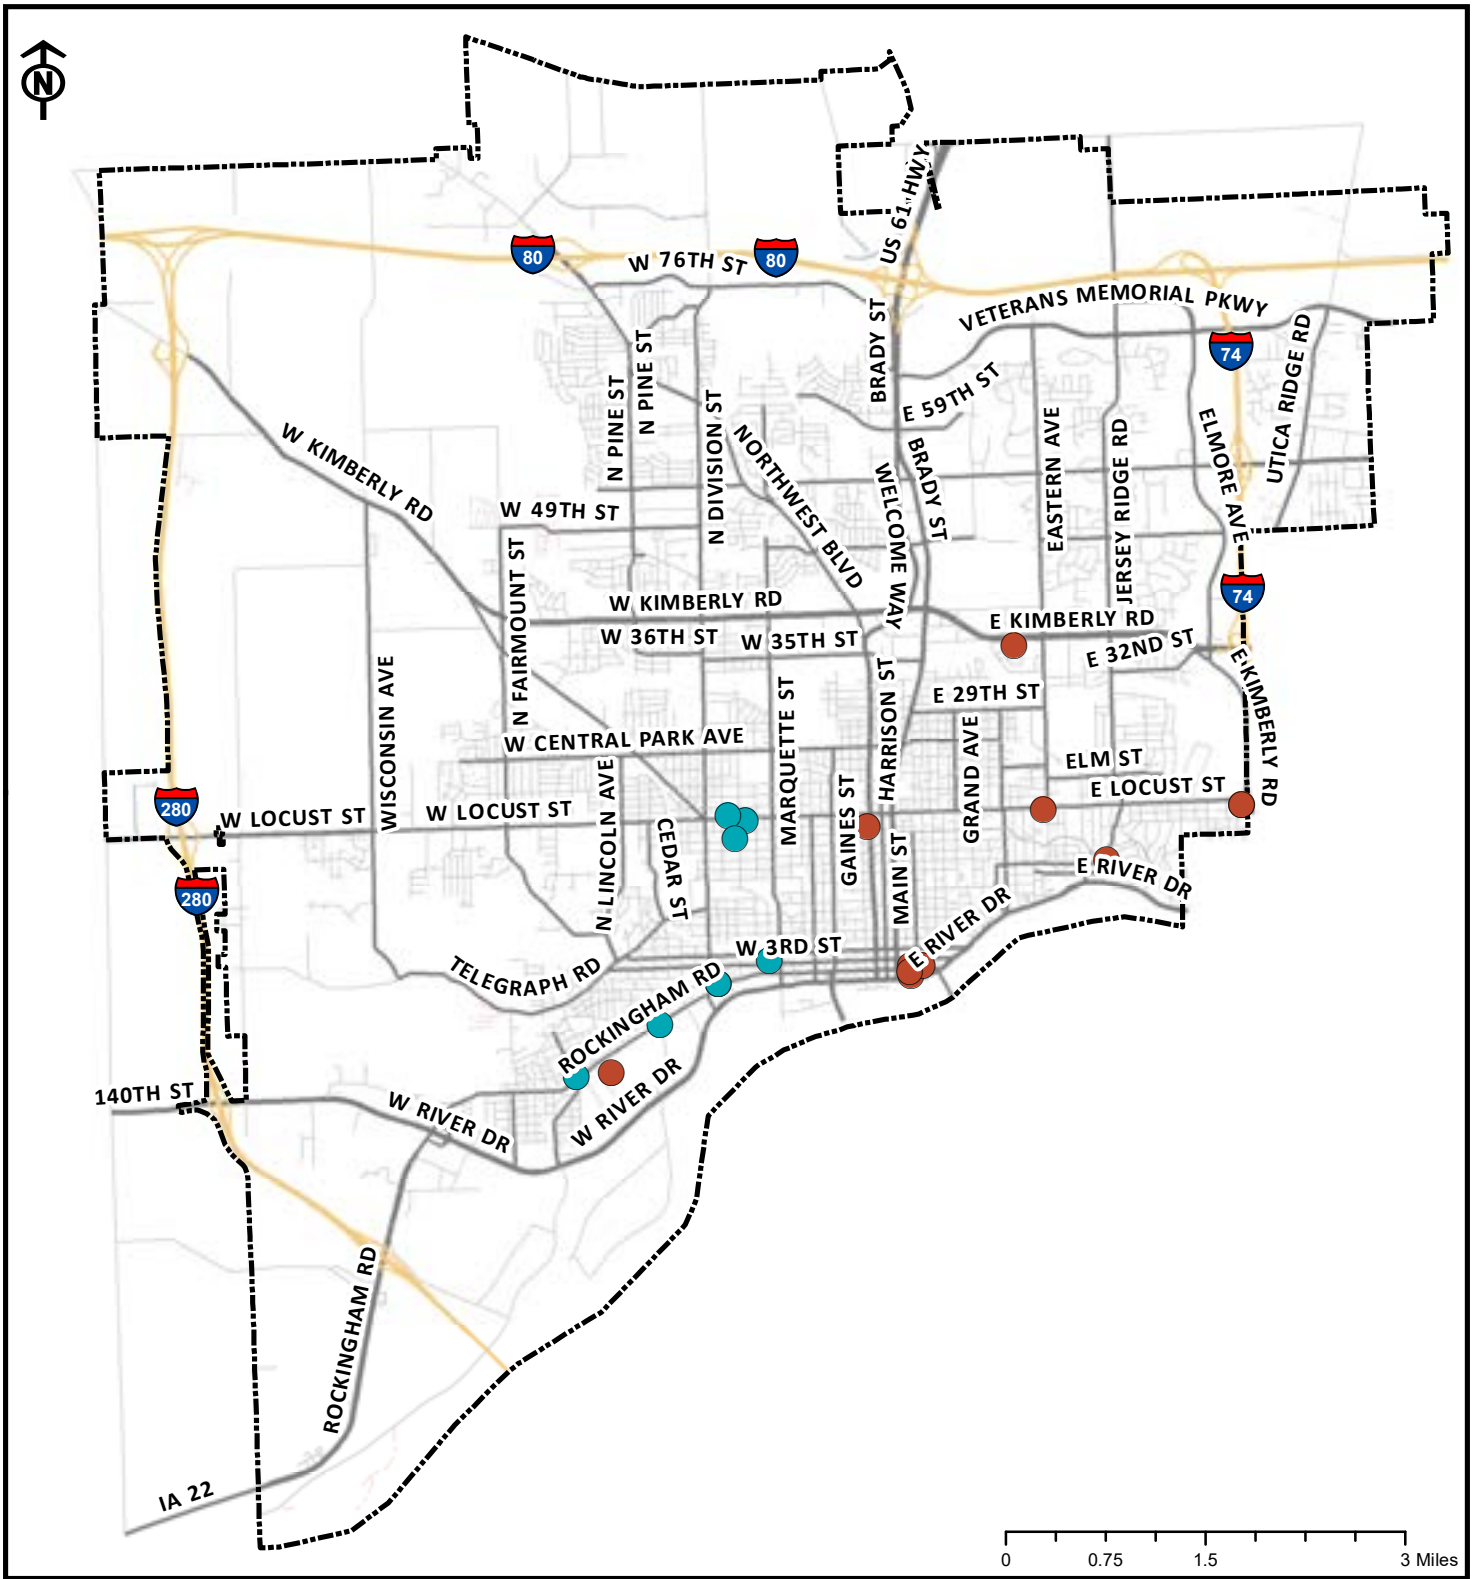 N
US 61 HWY
80
80
W 76TH ST
VETERANS MEMORIAL PKWY
74
BRADY ST
UTICA RIDGE RD
N PINE ST
N PINE ST
E 59TH ST
N DIVISION ST
W KIMBERLY RD
NORTHWEST BLVD
WELCOME WAY
BRADY ST
EASTERN AVE
JERSEY RIDGE RD
ELMORE AVE
W 49TH ST
N FAIRMOUNT ST
74
W KIMBERLY RD
E KIMBERLY RD
W 36TH ST
W 35TH ST
E 32ND ST
E KIMBERLY RD
WISCONSIN AVE
MARQUETTE ST
HARRISON ST
E 29TH ST
GRAND AVE
W CENTRAL PARK AVE
ELM ST
E LOCUST ST
280
W LOCUST ST
W LOCUST ST
N LINCOLN AVE
CEDAR ST
GAINES ST
MAIN ST
E RIVER DR
280
E RIVER DR
W 3RD ST
TELEGRAPH RD
ROCKINGHAM RD
140TH ST
W RIVER DR
W RIVER DR
ROCKINGHAM RD
IA 22
0 0.75 1.5 3 Miles